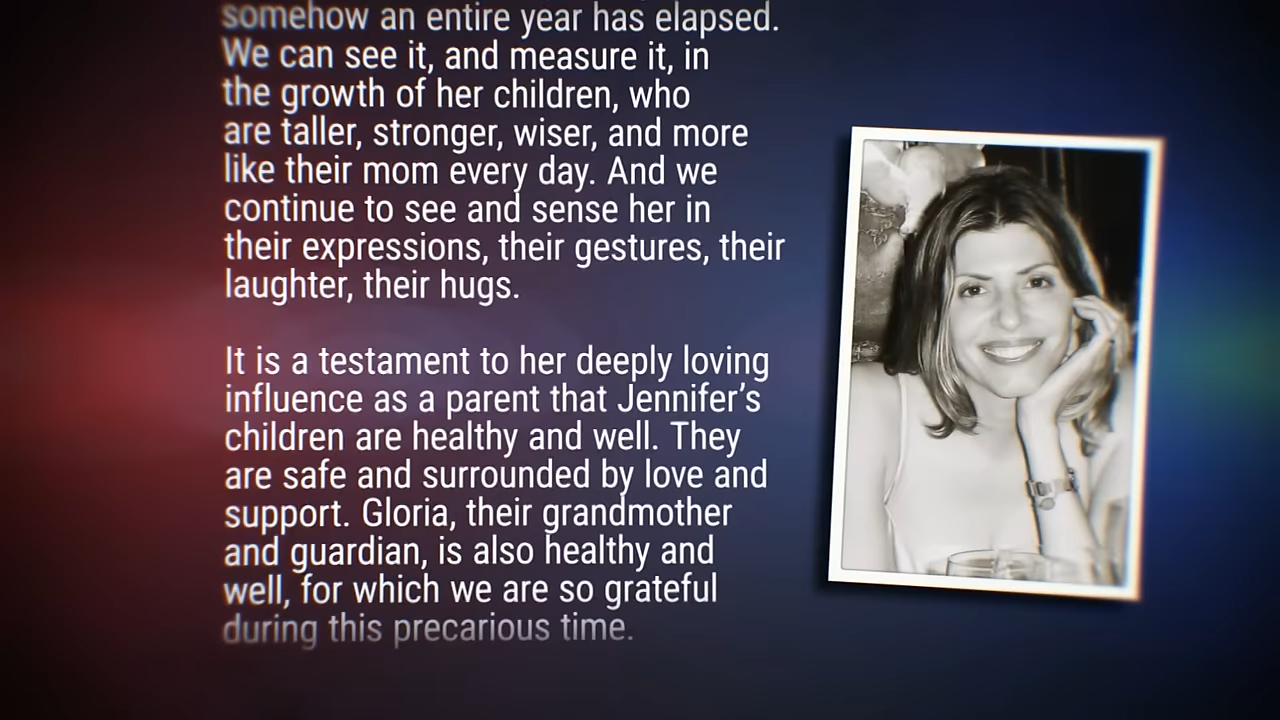 somehow an entire year has elapsed.
We can see it, and measure it, in
the growth of her children, who
are taller, stronger, wiser, and more
like their mom every day. And we
continue to see and sense her in
their expressions, their gestures, their
laughter, their hugs.
It is a testament to her deeply loving
influence as a parent that Jennifer’s
children are healthy and well. They
are safe and surrounded by love and
support. Gloria, their grandmother
and guardian, is also healthy and
well, for which we are so grateful
during this precarious time.